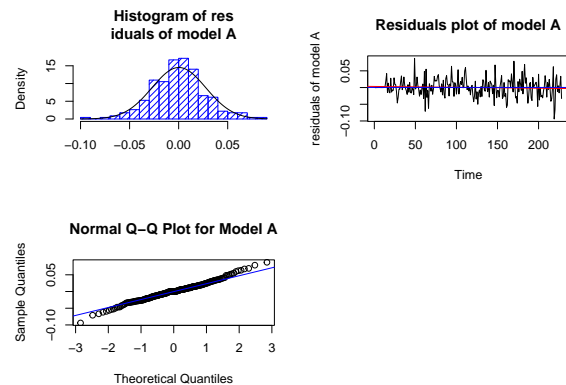 Histogram of res
iduals of model A
Density
0 5 15
−0.10 −0.05 0.00 0.05
Residuals plot of model A
residuals of model A
−0.10 0.05
0 50 100 150 200
Time
Normal Q−Q Plot for Model A
Sample Quantiles
−0.10 0.05
−3 −2 −1 0 1 2 3
Theoretical Quantiles